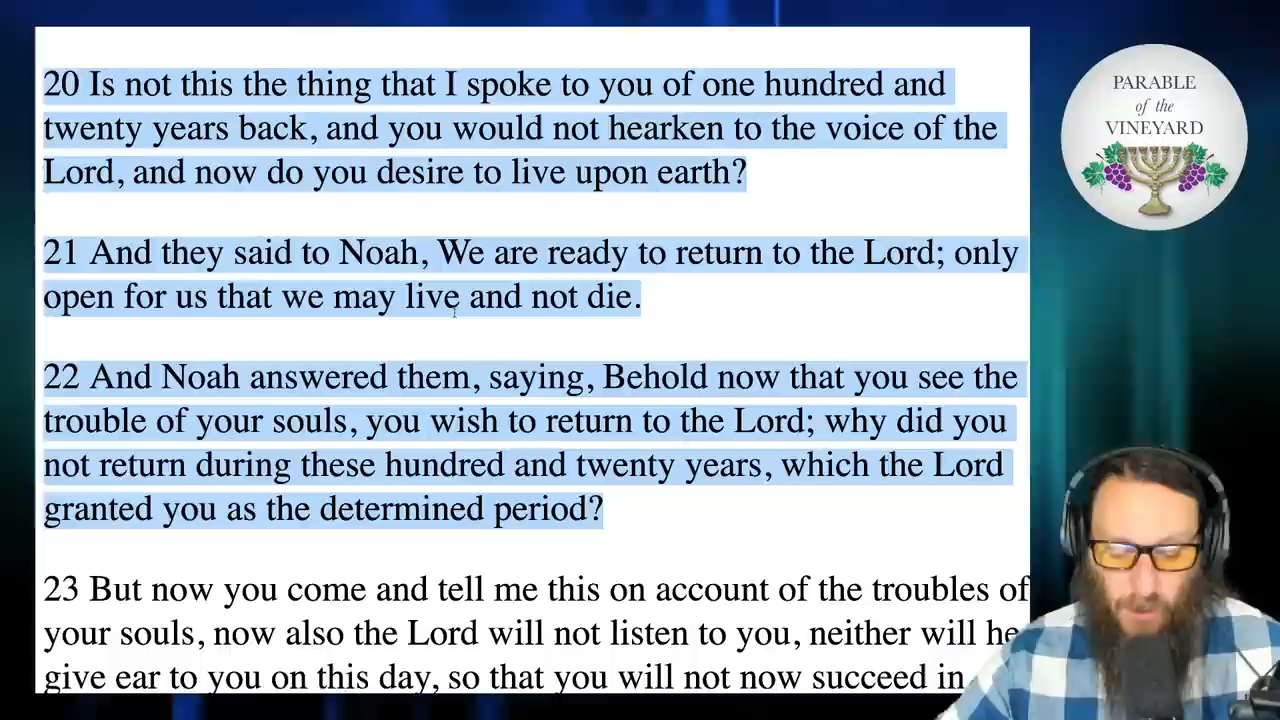 20 Is not this the thing that I spoke to you of one hundred and
twenty years back, and you would not hearken to the voice of the
Lord, and now do you desire to live upon earth?
21 And they said to Noah, We are ready to return to the Lord; only
open for us that we may live and not die.
22 And Noah answered them, saying, Behold now that you see the
trouble of your souls, you wish to return to the Lord; why did you
not return during these hundred and twenty years, which the Lord
granted you as the determined period?
23 But now you come and tell me this on account of the troubles of
your souls, now also the Lord will not listen to you, neither will he
give ear to you on this day, so that you will not now succeed in
PARABLE
of the
VINEYARD